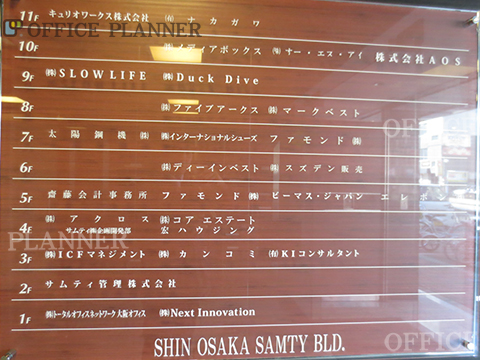 11F キュリオワークス株式会社 ㈲ナカガワ
OFFICE PLANNER
10F ㈱メディアボックス ㈲ヤー・エス・アイ 株式会社AOS
9F ㈱SLOWLIFE ㈱Duck Dive
8F ㈱ファイブアークス ㈱マークベスト
OFFICE
7F 太陽鋼機㈱ ㈱インターナショナルシューズ ファモンド㈱
6F ㈱ディーインベスト ㈱スズデン販売
5F 齋藤会計事務所 ファモンド㈱ ビーマス・ジャパン エレボ
4F ㈱アクロス ㈱コアエステート
サムティ㈱企画開発部 宏ハウジング
PLANNER OFFICE
3F ㈱ICFマネジメント ㈱カンコミ ㈲KIコンサルタント
2F サムティ管理株式会社
1F ㈱トータルオフィスネットワーク大阪オフィス ㈱Next Innovation
OFFICE
SHIN OSAKA SAMTY BLD.